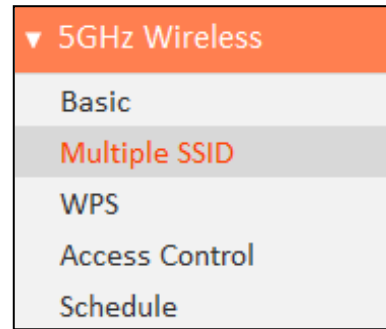 5GHz Wireless
Basic
Multiple SSID
WPS
Access Control
Schedule